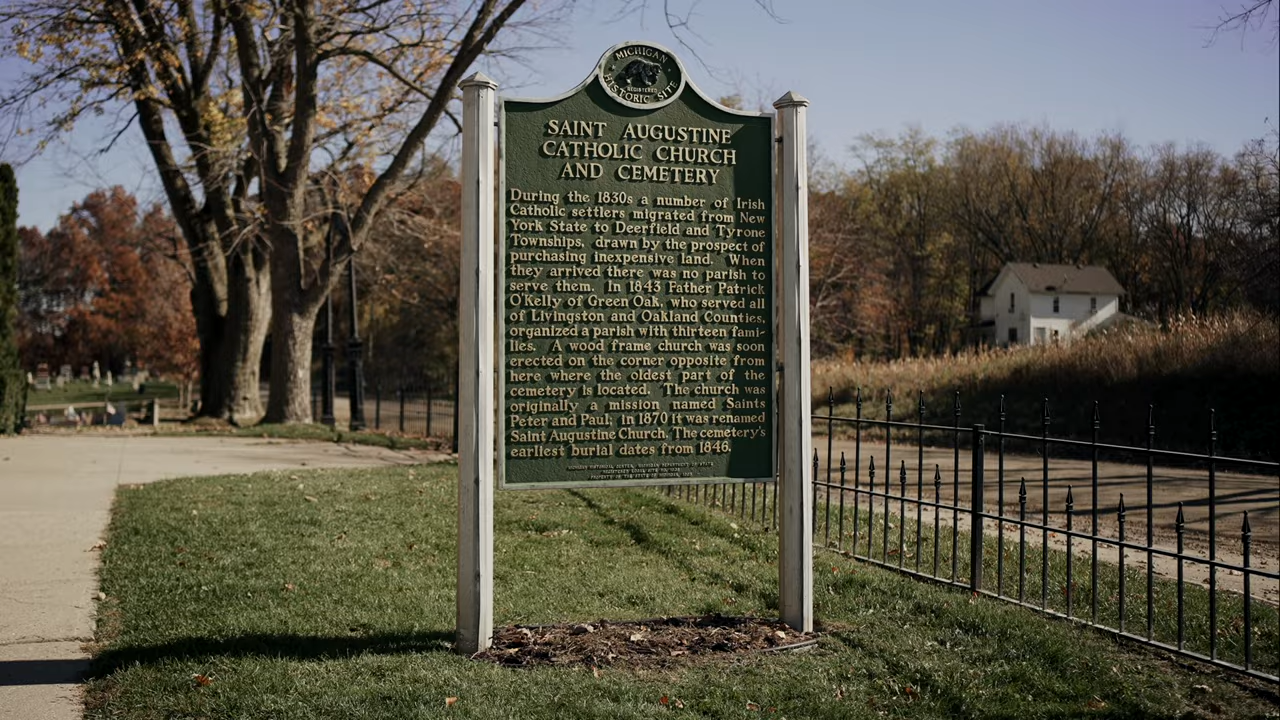 MICHIGAN
REGISTERED
HISTORIC SITE
SAINT AUGUSTINE
CATHOLIC CHURCH
AND CEMETERY
During the 1830s a number of Irish
Catholic settlers migrated from New
York State to Deerfield and Tyrone
Townships, drawn by the prospect of
purchasing inexpensive land. When
they arrived there was no parish to
serve them. In 1843 Father Patrick
O'Kelly of Green Oak, who served all
of Livingston and Oakland Counties,
organized a parish with thirteen fami-
lies. A wood frame church was soon
erected on the corner opposite from
here where the oldest part of the
cemetery is located. The church was
originally a mission named Saints
Peter and Paul; in 1870 it was renamed
Saint Augustine Church. The cemetery's
earliest burial dates from 1846.